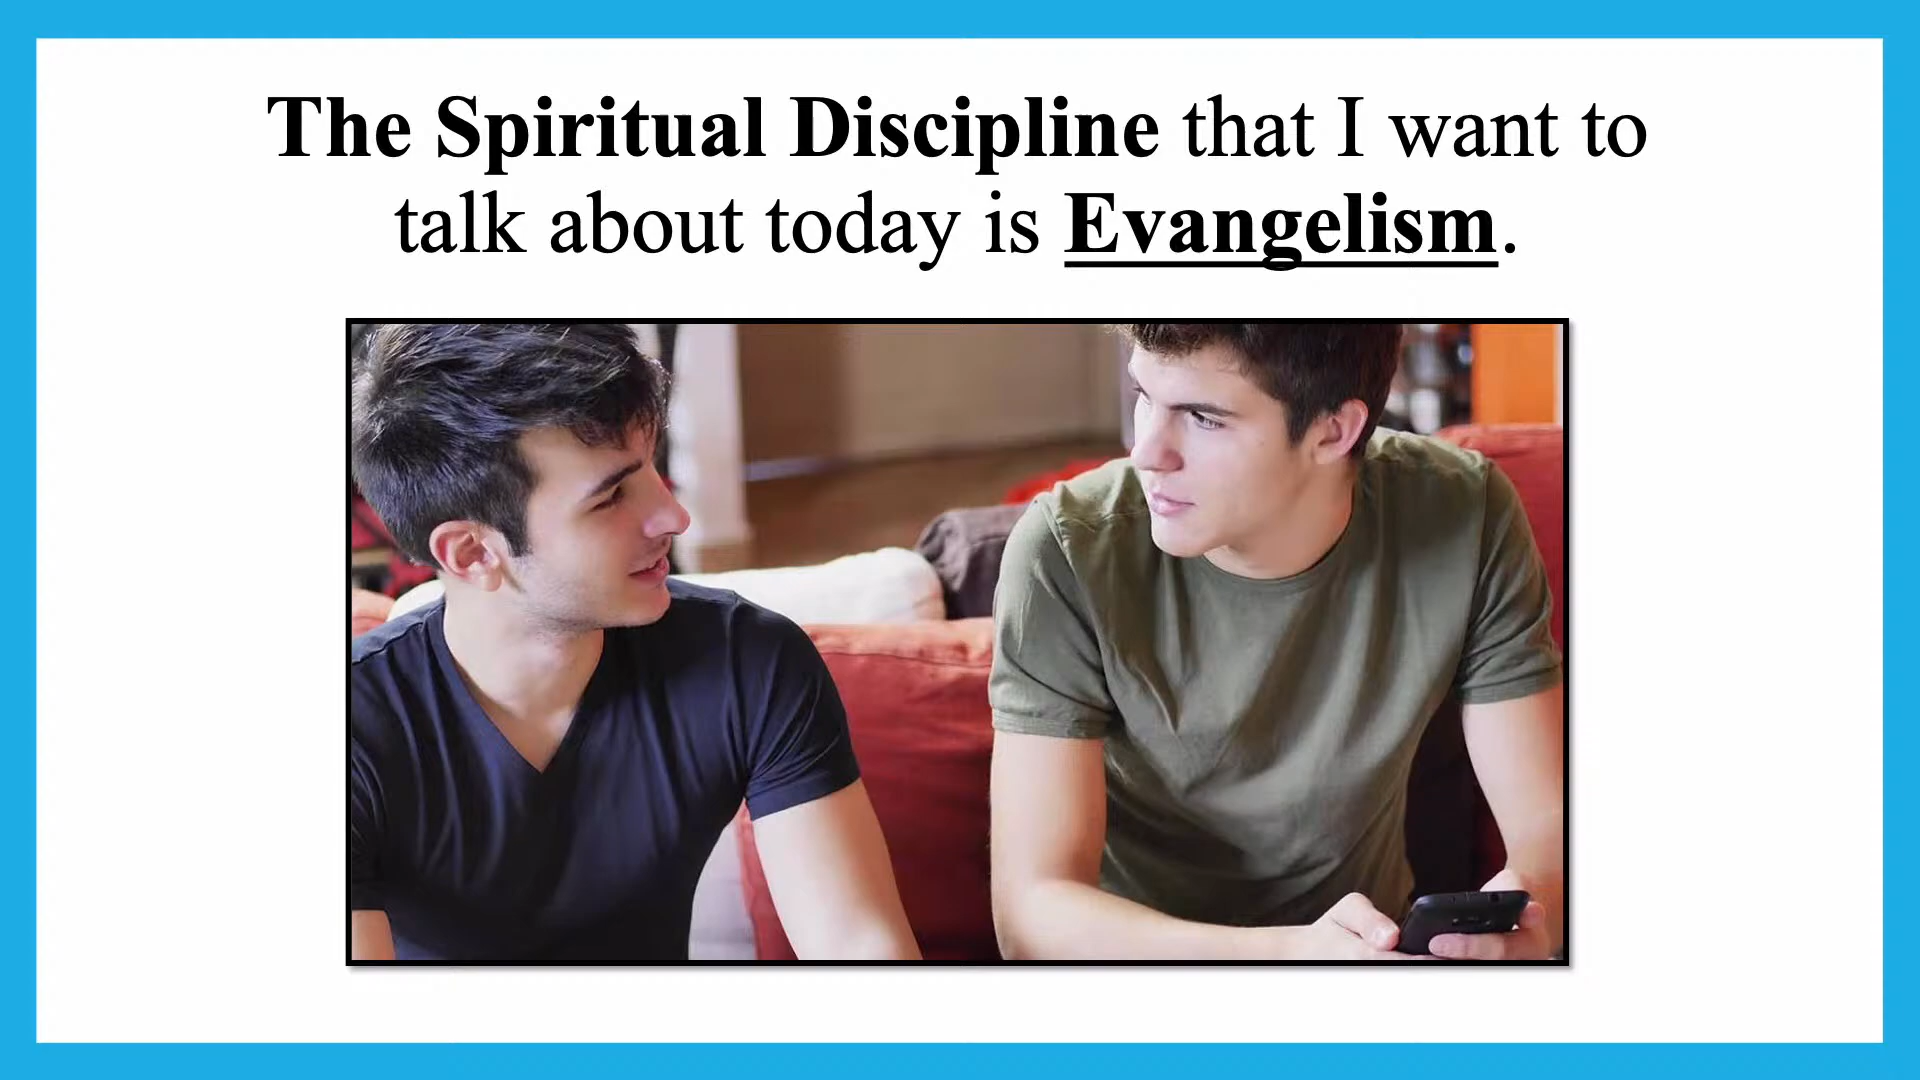 The Spiritual Discipline that I want to
talk about today is Evangelism.